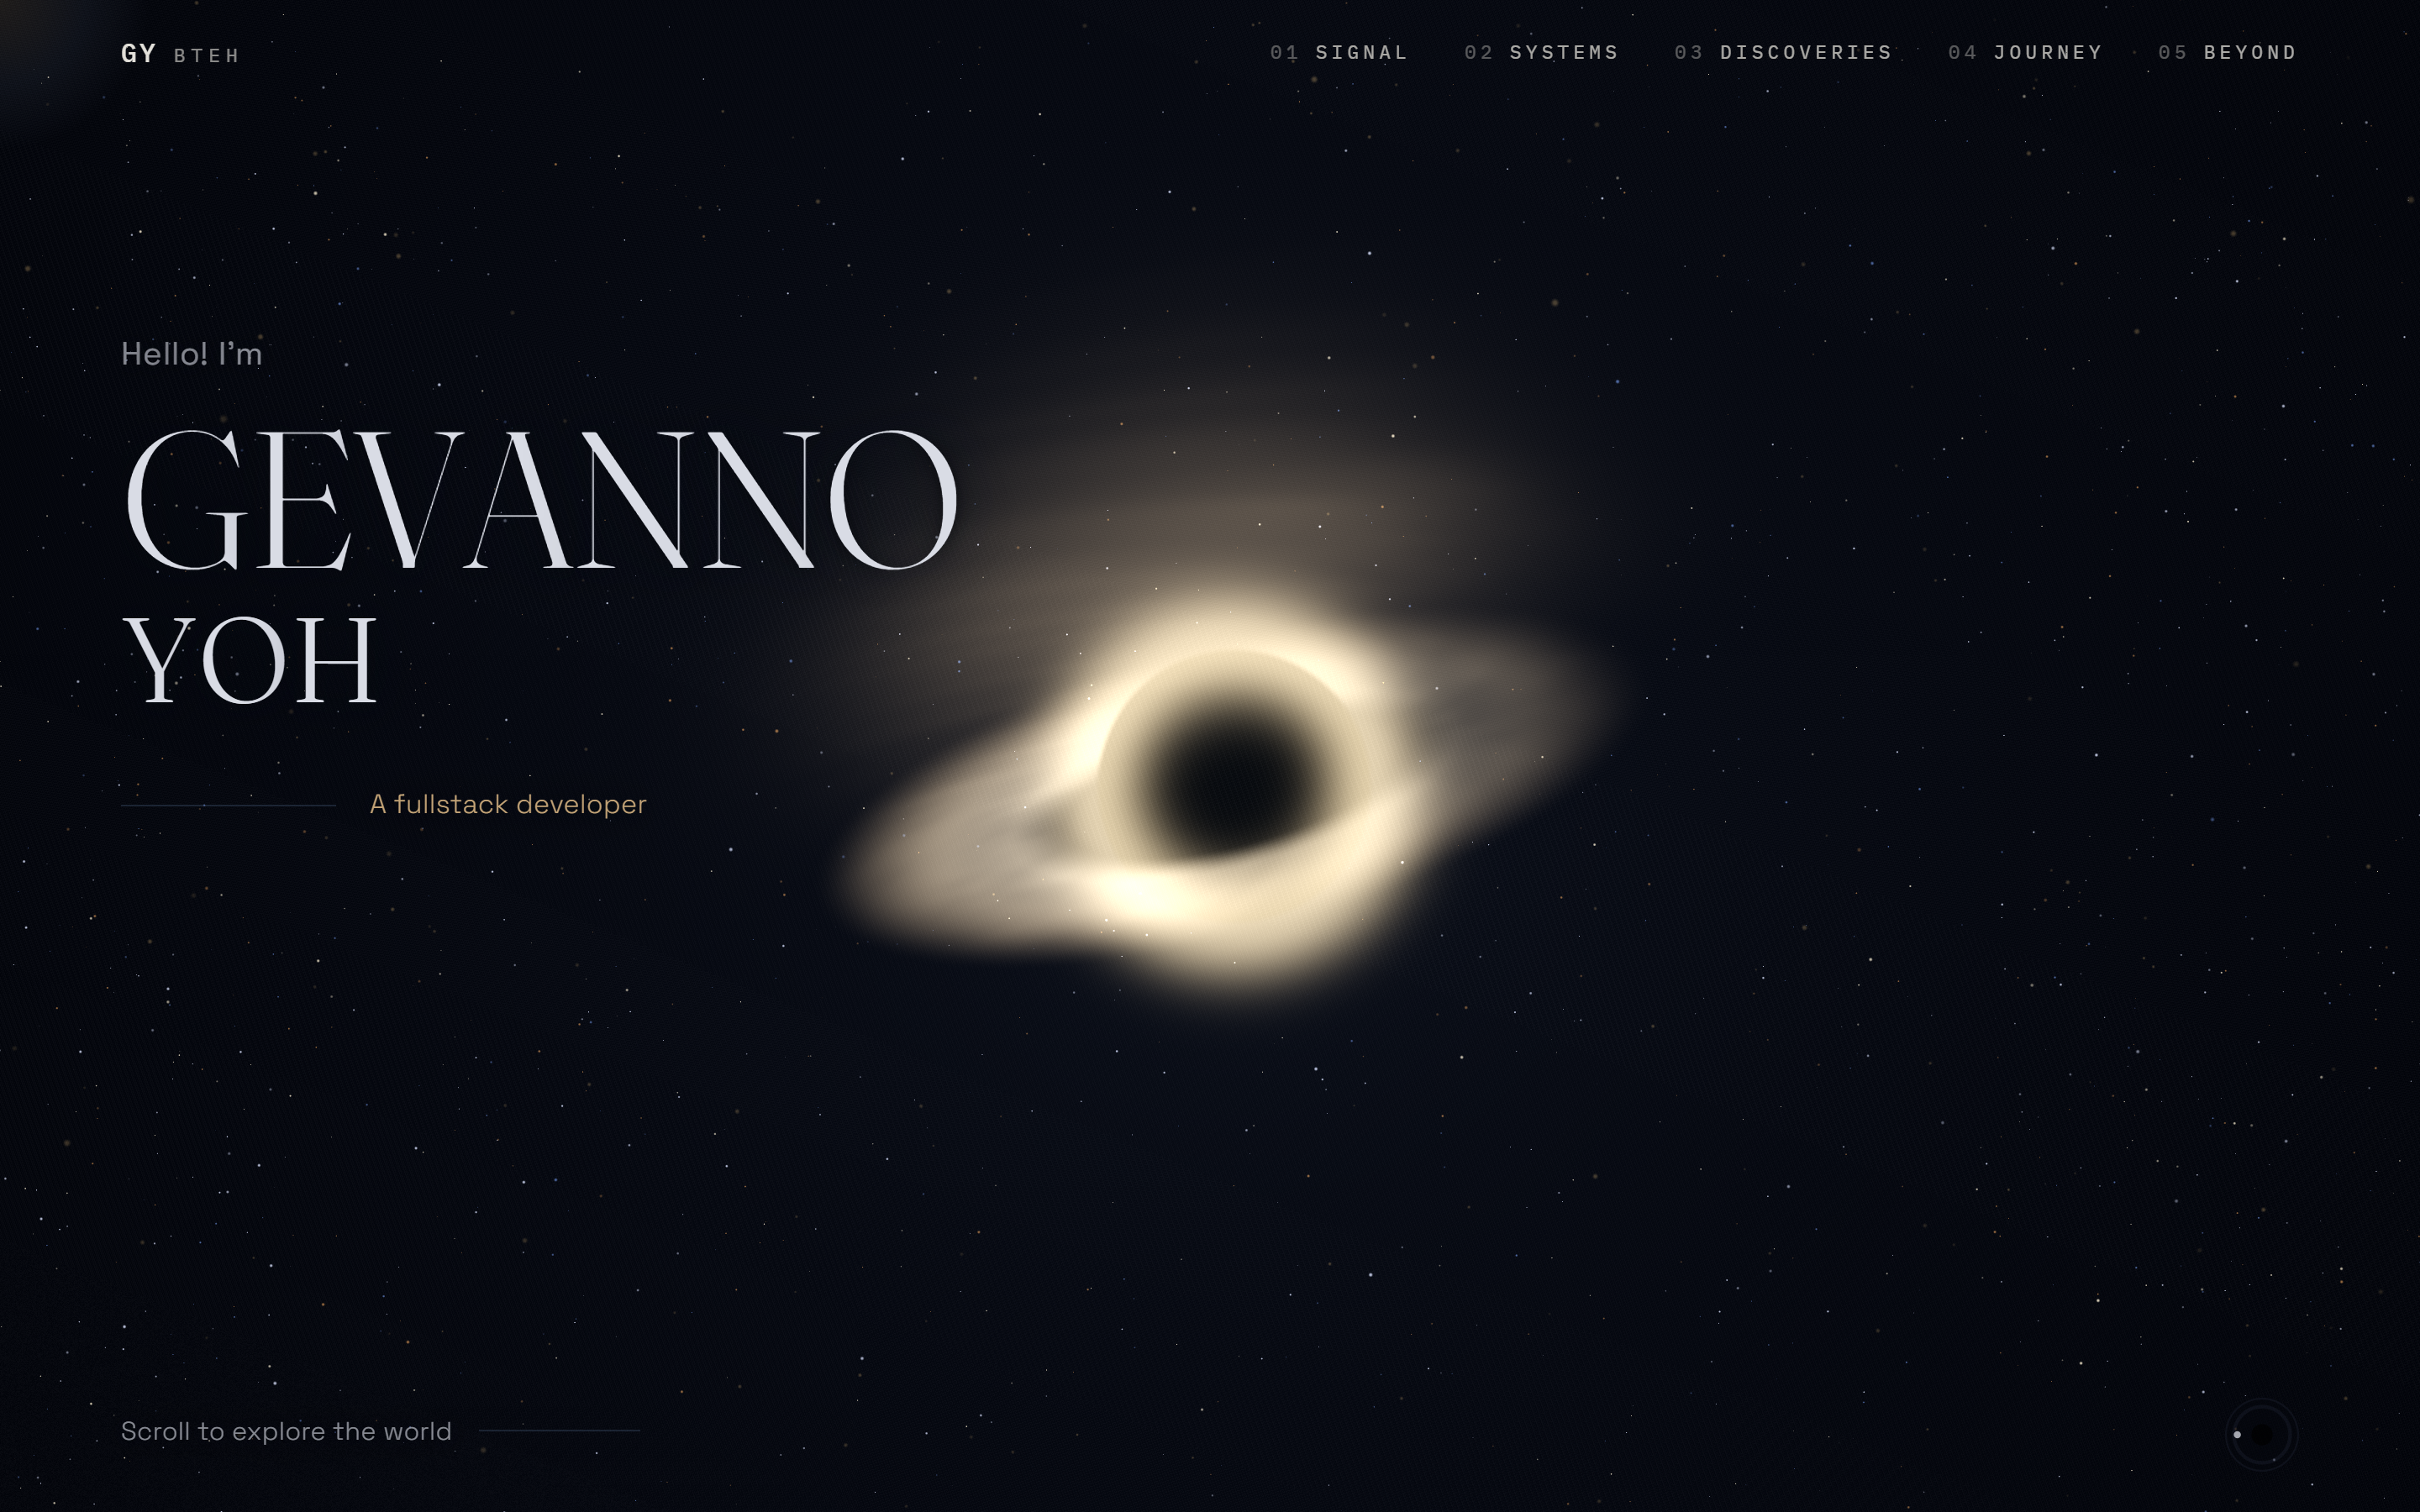 GY BTEH
01 SIGNAL 02 SYSTEMS 03 DISCOVERIES 04 JOURNEY 05 BEYOND
Hello! I’m
GEVANNO
YOH
A fullstack developer
Scroll to explore the world